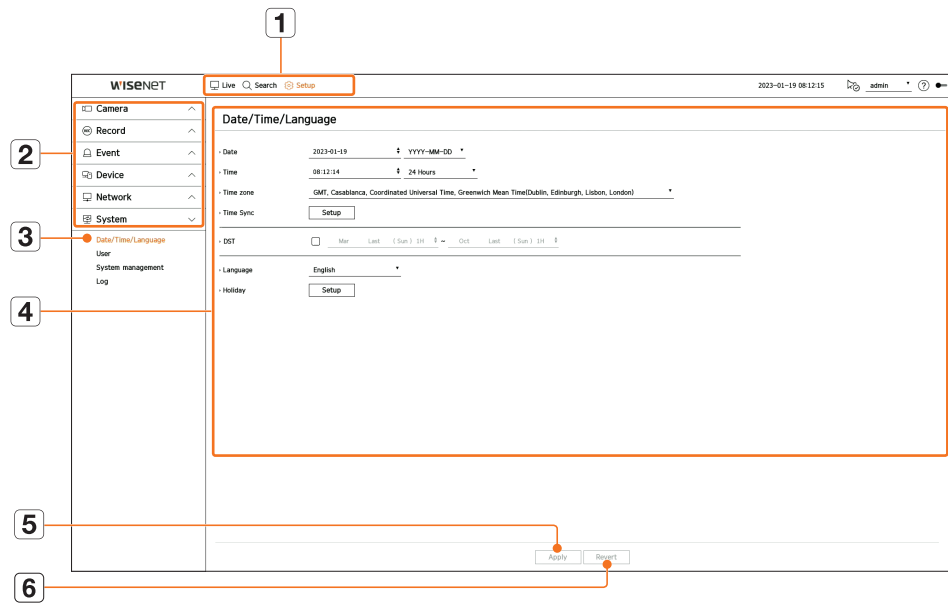 1
WISENET Live Search Setup 2023-01-19 08:12:15 admin ?
Camera
Record
Event
Device
Network
System
Date/Time/Language
User
System management
Log
2
3
4
Date/Time/Language
Date 2023-01-19 YYYY-MM-DD
Time 08:12:14 24 Hours
Time zone GMT, Casablanca, Coordinated Universal Time, Greenwich Mean Time(Dublin, Edinburgh, Lisbon, London)
Time Sync Setup
DST Mar Last (Sun) 1H ~ Oct Last (Sun) 1H
Language English
Holiday Setup
5
Apply Revert
6